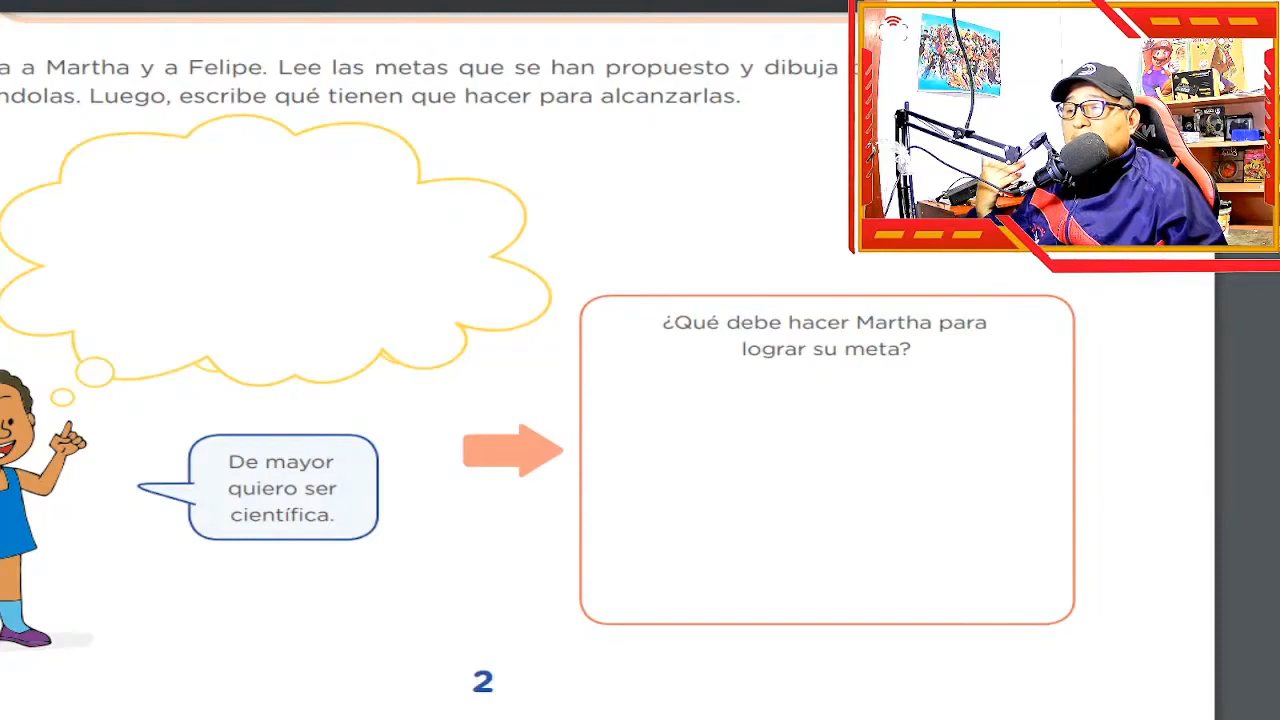 a a Martha y a Felipe. Lee las metas que se han propuesto y dibuja
ndolas. Luego, escribe qué tienen que hacer para alcanzarlas.
¿Qué debe hacer Martha para
lograr su meta?
De mayor
quiero ser
científica.
2